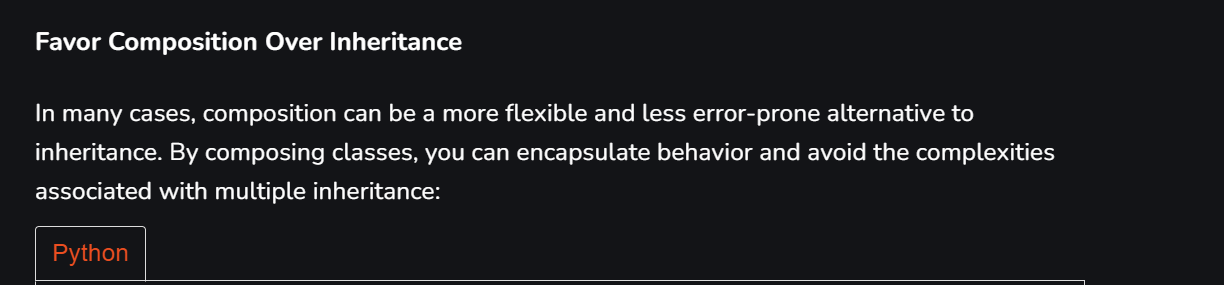 Favor Composition Over Inheritance
In many cases, composition can be a more flexible and less error-prone alternative to
inheritance. By composing classes, you can encapsulate behavior and avoid the complexities
associated with multiple inheritance:
Python